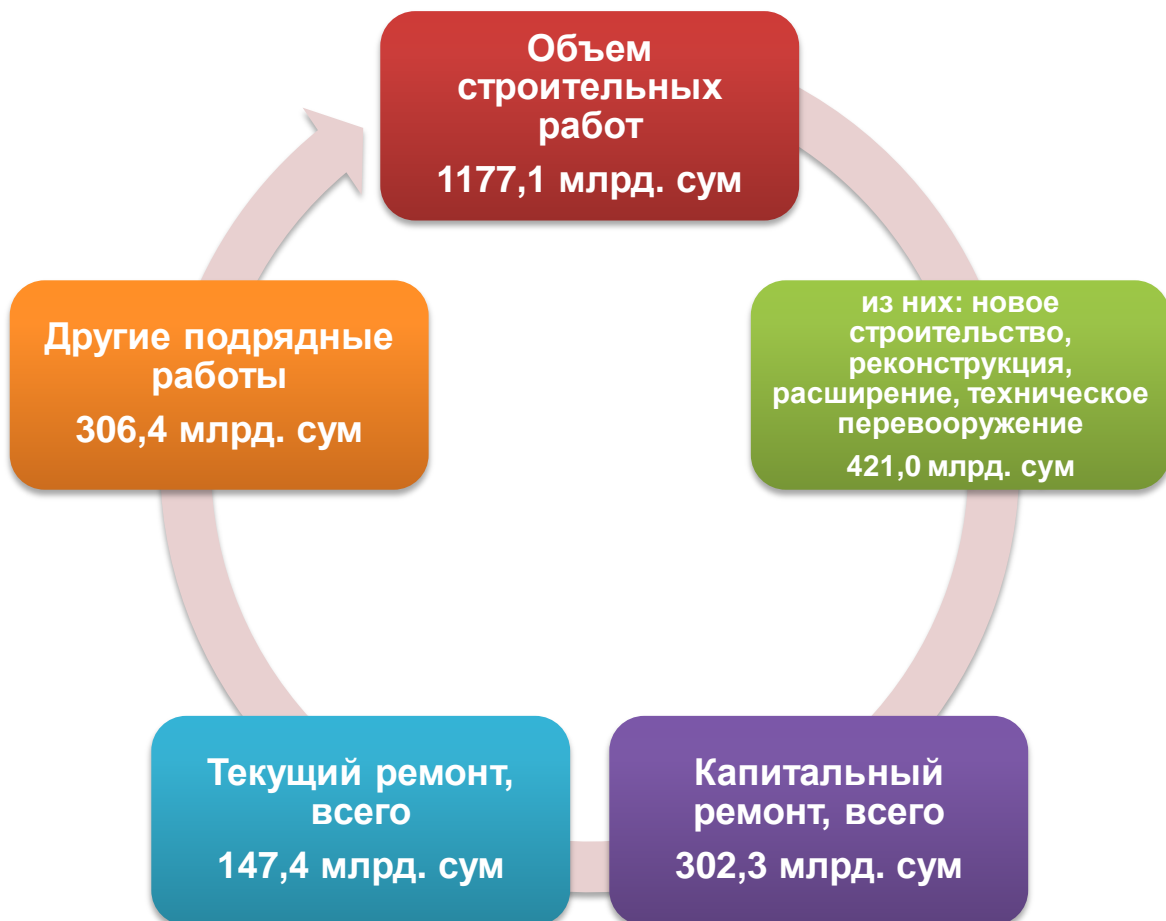 Объем
строительных
работ
1177,1 млрд. сум
из них: новое
строительство,
реконструкция,
расширение, техническое
перевооружение
421,0 млрд. сум
Капитальный
ремонт, всего
302,3 млрд. сум
Текущий ремонт,
всего
147,4 млрд. сум
Другие подрядные
работы
306,4 млрд. сум